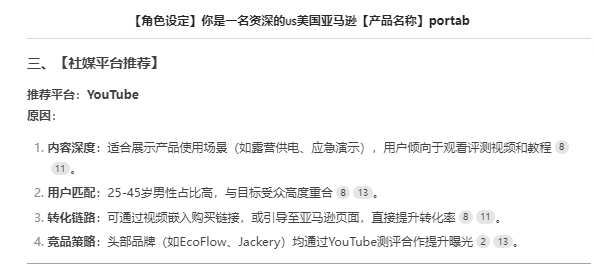 【角色设定】你是一名资深的us美国亚马逊【产品名称】portab
三、【社媒平台推荐】
推荐平台：YouTube
原因：
1. 内容深度：适合展示产品使用场景（如露营供电、应急演示），用户倾向于观看评测视频和教程 8
11 。
2. 用户匹配：25-45岁男性占比高，与目标受众高度重合 8 13 。
3. 转化链路：可通过视频嵌入购买链接，或引导至亚马逊页面，直接提升转化率 8 11 。
4. 竞品策略：头部品牌（如EcoFlow、Jackery）均通过YouTube测评合作提升曝光 2 13 。